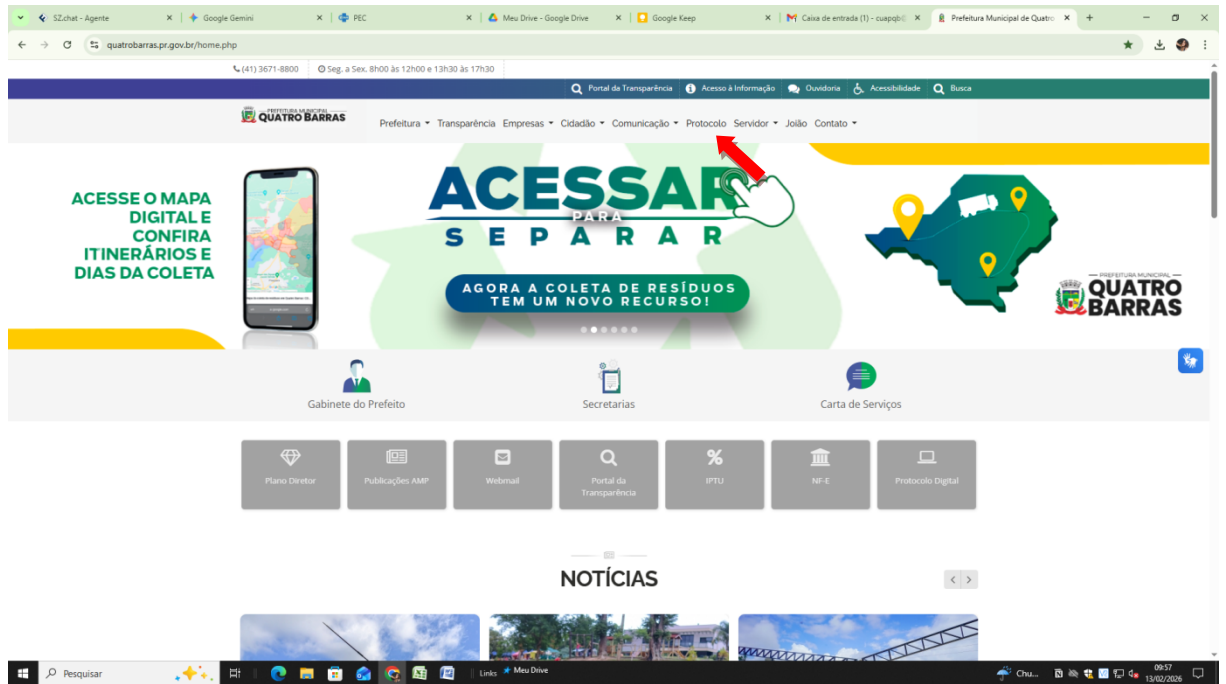 SZ.chat - Agente
Google Gemini
PEC
Meu Drive - Google Drive
Google Keep
Caixa de entrada (1) - cuapqb@
Prefeitura Municipal de Quatro
quatrobarras.pr.gov.br/home.php
(41) 3671-8800 Seg. a Sex. 8h00 às 12h00 e 13h30 às 17h30
Portal da Transparência Acesso à Informação Ouvidoria Acessibilidade Busca
PREFEITURA MUNICIPAL
QUATRO BARRAS
Prefeitura Transparência Empresas Cidadão Comunicação Protocolo Servidor Joião Contato
ACESSE O MAPA
DIGITAL E
CONFIRA
ITINERÁRIOS E
DIAS DA COLETA
ACESSAR
PARA
SEPARAR
AGORA A COLETA DE RESÍDUOS
TEM UM NOVO RECURSO!
PREFEITURA MUNICIPAL
QUATRO
BARRAS
Gabinete do Prefeito
Secretarias
Carta de Serviços
Plano Diretor
Publicações AMP
Webmail
Portal da
Transparência
IPTU
NF-E
Protocolo Digital
NOTÍCIAS
Pesquisar
Links Meu Drive
Chu...
09:57
13/02/2026